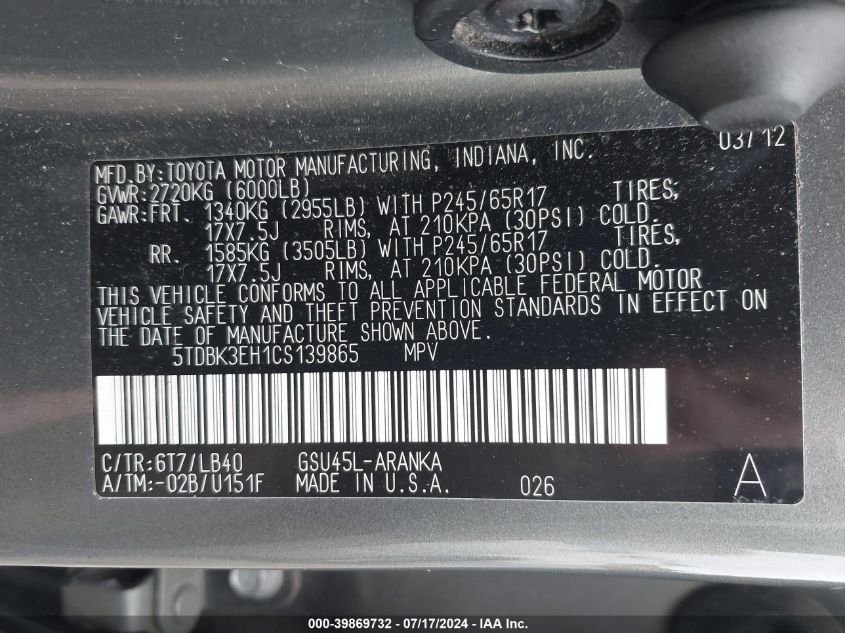 03/12
MFD.BY:TOYOTA MOTOR MANUFACTURING, INDIANA, INC.
GVWR:2720KG (6000LB)
GAWR:FRT. 1340KG (2955LB) WITH P245/65R17 TIRES,
17X7.5J RIMS, AT 210KPA (30PSI) COLD.
RR. 1585KG (3505LB) WITH P245/65R17 TIRES,
17X7.5J RIMS, AT 210KPA (30PSI) COLD.
THIS VEHICLE CONFORMS TO ALL APPLICABLE FEDERAL MOTOR
VEHICLE SAFETY AND THEFT PREVENTION STANDARDS IN EFFECT ON
THE DATE OF MANUFACTURE SHOWN ABOVE.
5TDBK3EH1CS139865 MPV
C/TR:6T7/LB40 GSU45L-ARANKA
A/TM:-02B/U151F MADE IN U.S.A. 026 A
000-39869732 - 07/17/2024 - IAA Inc.